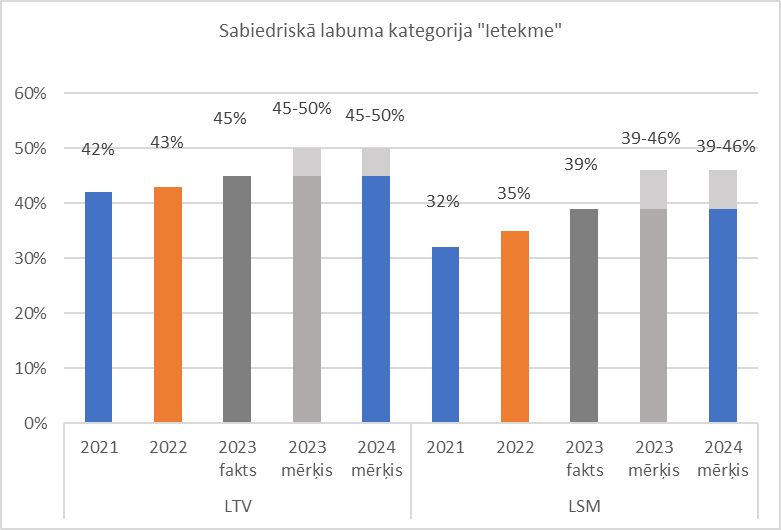 Sabiedriskā labuma kategorija "Ietekme"
60%
50%
40%
30%
20%
10%
0%
42%
43%
45%
45-50%
45-50%
32%
35%
39%
39-46%
39-46%
2021
2022
2023 fakts
2023 mērķis
2024 mērķis
2021
2022
2023 fakts
2023 mērķis
2024 mērķis
LTV
LSM